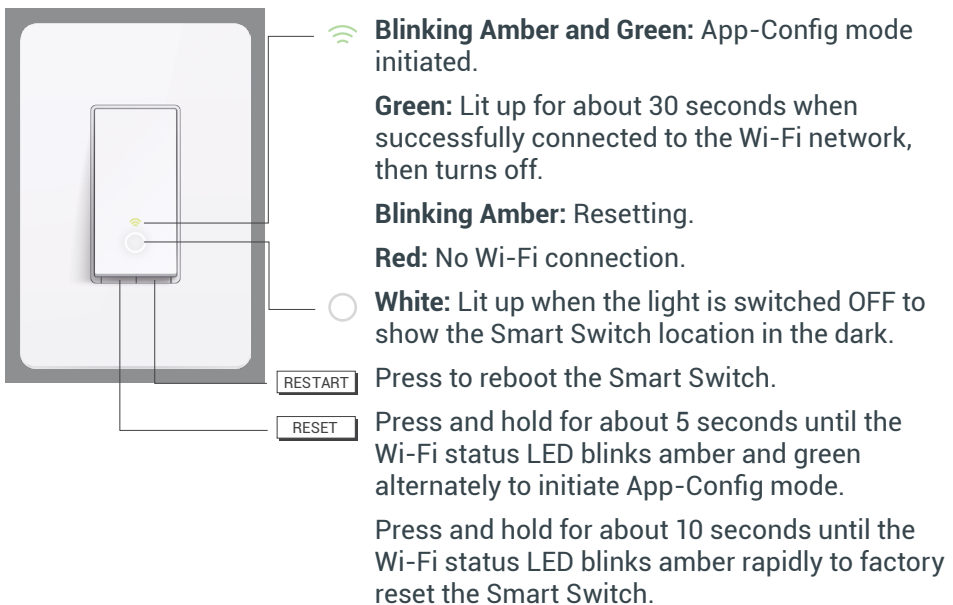 Blinking Amber and Green: App-Config mode
initiated.
Green: Lit up for about 30 seconds when
successfully connected to the Wi-Fi network,
then turns off.
Blinking Amber: Resetting.
Red: No Wi-Fi connection.
White: Lit up when the light is switched OFF to
show the Smart Switch location in the dark.
RESTART Press to reboot the Smart Switch.
RESET Press and hold for about 5 seconds until the
Wi-Fi status LED blinks amber and green
alternately to initiate App-Config mode.
Press and hold for about 10 seconds until the
Wi-Fi status LED blinks amber rapidly to factory
reset the Smart Switch.